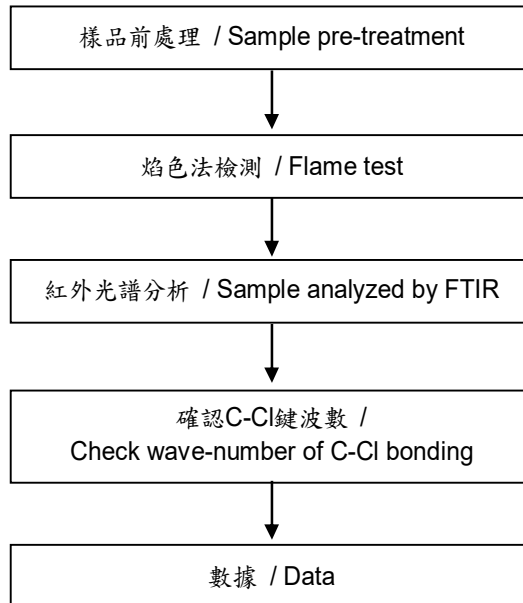 樣品前處理 / Sample pre-treatment
焰色法檢測 / Flame test
紅外光譜分析 / Sample analyzed by FTIR
確認C-Cl鍵波數 /
Check wave-number of C-Cl bonding
數據 / Data